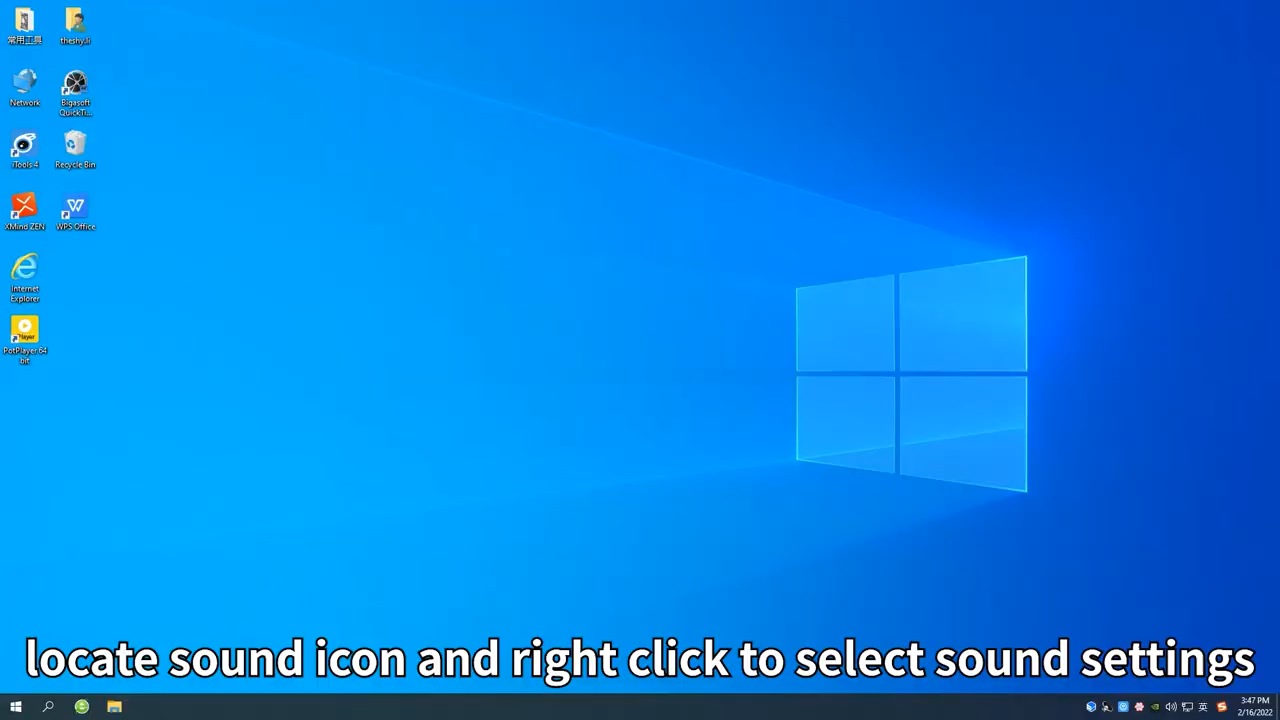 常用工具
theshy.li
Network
Bigasoft
QuickTi...
iTools 4
Recycle Bin
XMind ZEN
WPS Office
Internet
Explorer
Player
PotPlayer 64
bit
locate sound icon and right click to select sound settings
英
3:47 PM
2/16/2022